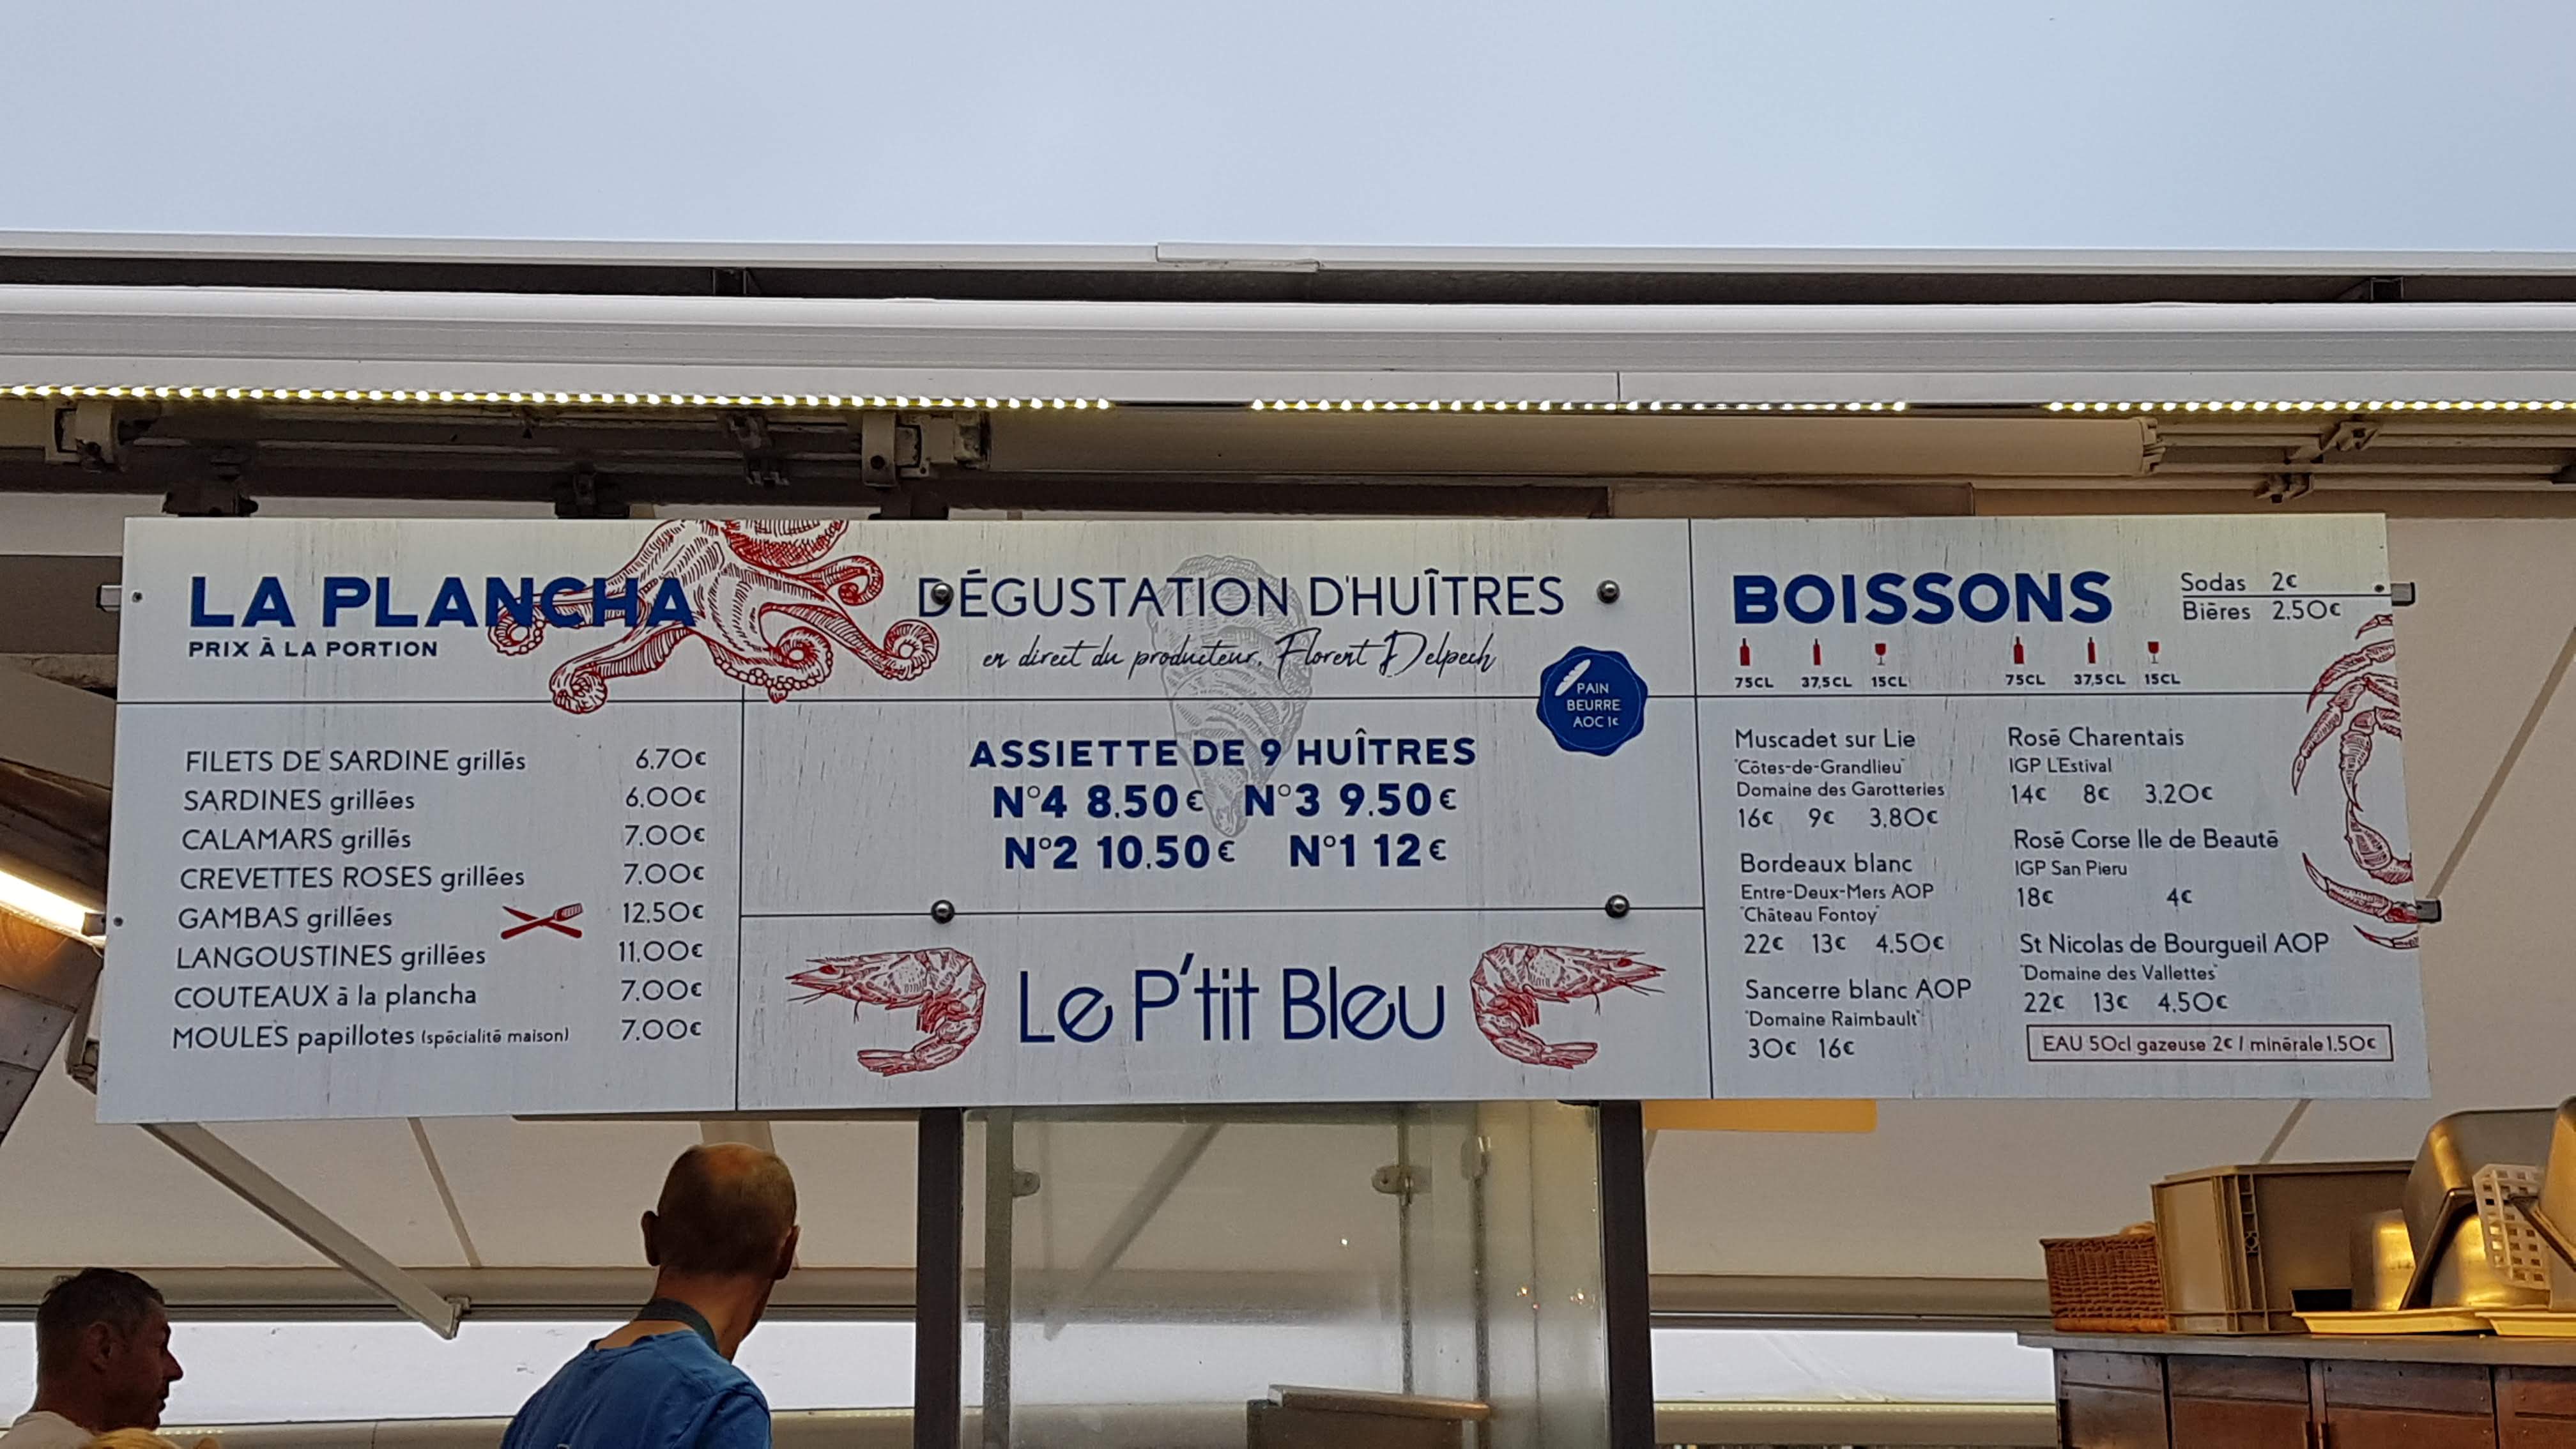 LA PLANCHA
PRIX À LA PORTION
FILETS DE SARDINE grillés 6.70€
SARDINES grillées 6.00€
CALAMARS grillés 7.00€
CREVETTES ROSES grillées 7.00€
GAMBAS grillées 12.50€
LANGOUSTINES grillées 11.00€
COUTEAUX à la plancha 7.00€
MOULES papillotes (spécialité maison) 7.00€
DÉGUSTATION D'HUÎTRES
en direct du producteur, Florent Delpech
PAIN
BEURRE
AOC 1€
ASSIETTE DE 9 HUÎTRES
N°4 8.50€ N°3 9.50€
N°2 10.50€ N°1 12€
Le P'tit Bleu
BOISSONS
Sodas 2€
Bières 2.50€
75CL 37,5CL 15CL 75CL 37,5CL 15CL
Muscadet sur Lie
"Côtes-de-Grandlieu"
Domaine des Garotteries
16€ 9€ 3.80€
Bordeaux blanc
Entre-Deux-Mers AOP
"Château Fontoy"
22€ 13€ 4.50€
Sancerre blanc AOP
"Domaine Raimbault"
30€ 16€
Rosé Charentais
IGP L'Estival
14€ 8€ 3.20€
Rosé Corse Ile de Beauté
IGP San Pieru
18€ 4€
St Nicolas de Bourgueil AOP
"Domaine des Vallettes"
22€ 13€ 4.50€
EAU 50cl gazeuse 2€ / minérale 1.50€